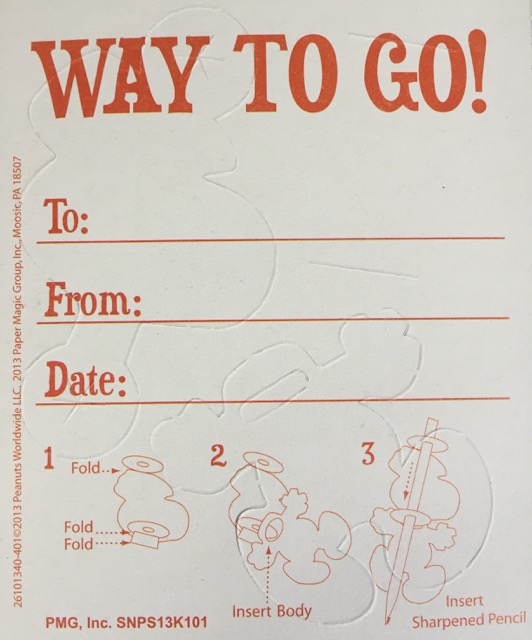 WAY TO GO!
To:
From:
Date:
1
Fold
Fold
Fold
2
Insert Body
3
Insert
Sharpened Pencil
PMG, Inc. SNPS13K101
26101340-401©2013 Peanuts Worldwide LLC., 2013 Paper Magic Group, Inc., Moosic, PA 18507